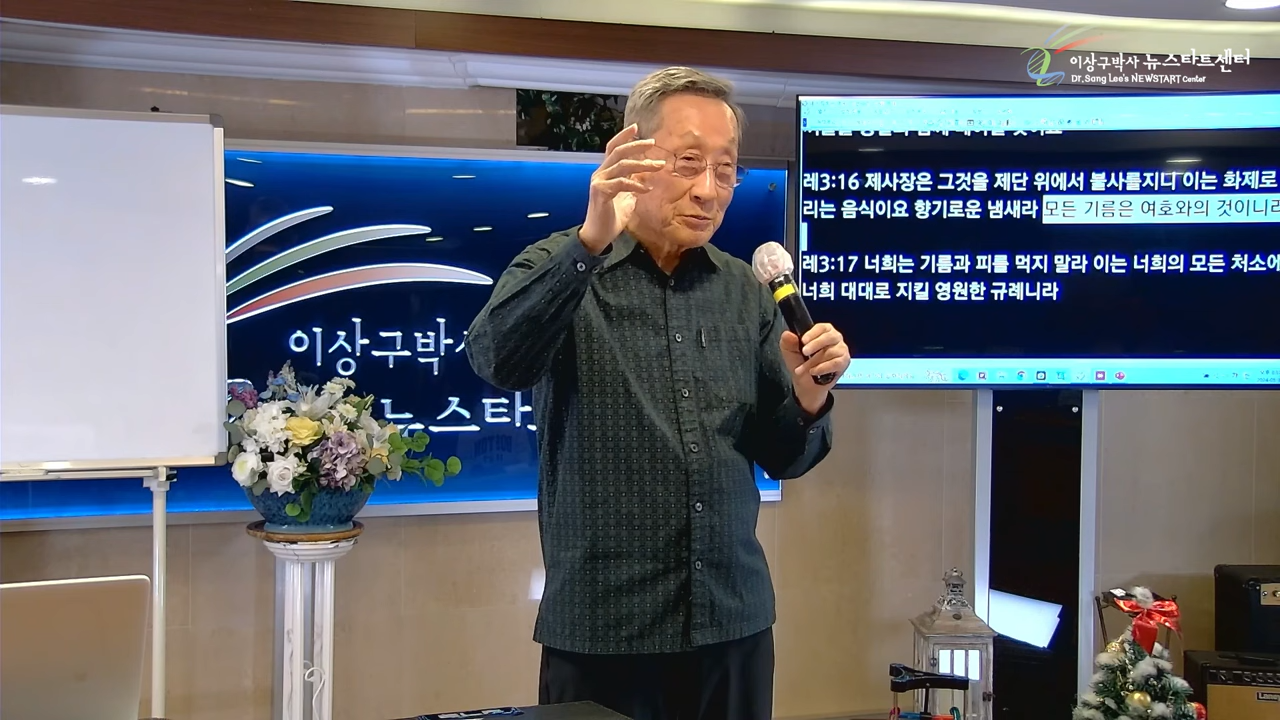 이상구박사 뉴스타트센터
Dr. Sang Lee's NEWSTART Center
레3:16 제사장은 그것을 제단 위에서 불사를지니 이는 화제로
리는 음식이요 향기로운 냄새라 모든 기름은 여호와의 것이니라
레3:17 너희는 기름과 피를 먹지 말라 이는 너희의 모든 처소에
너희 대대로 지킬 영원한 규례니라
이상구박사
뉴스타